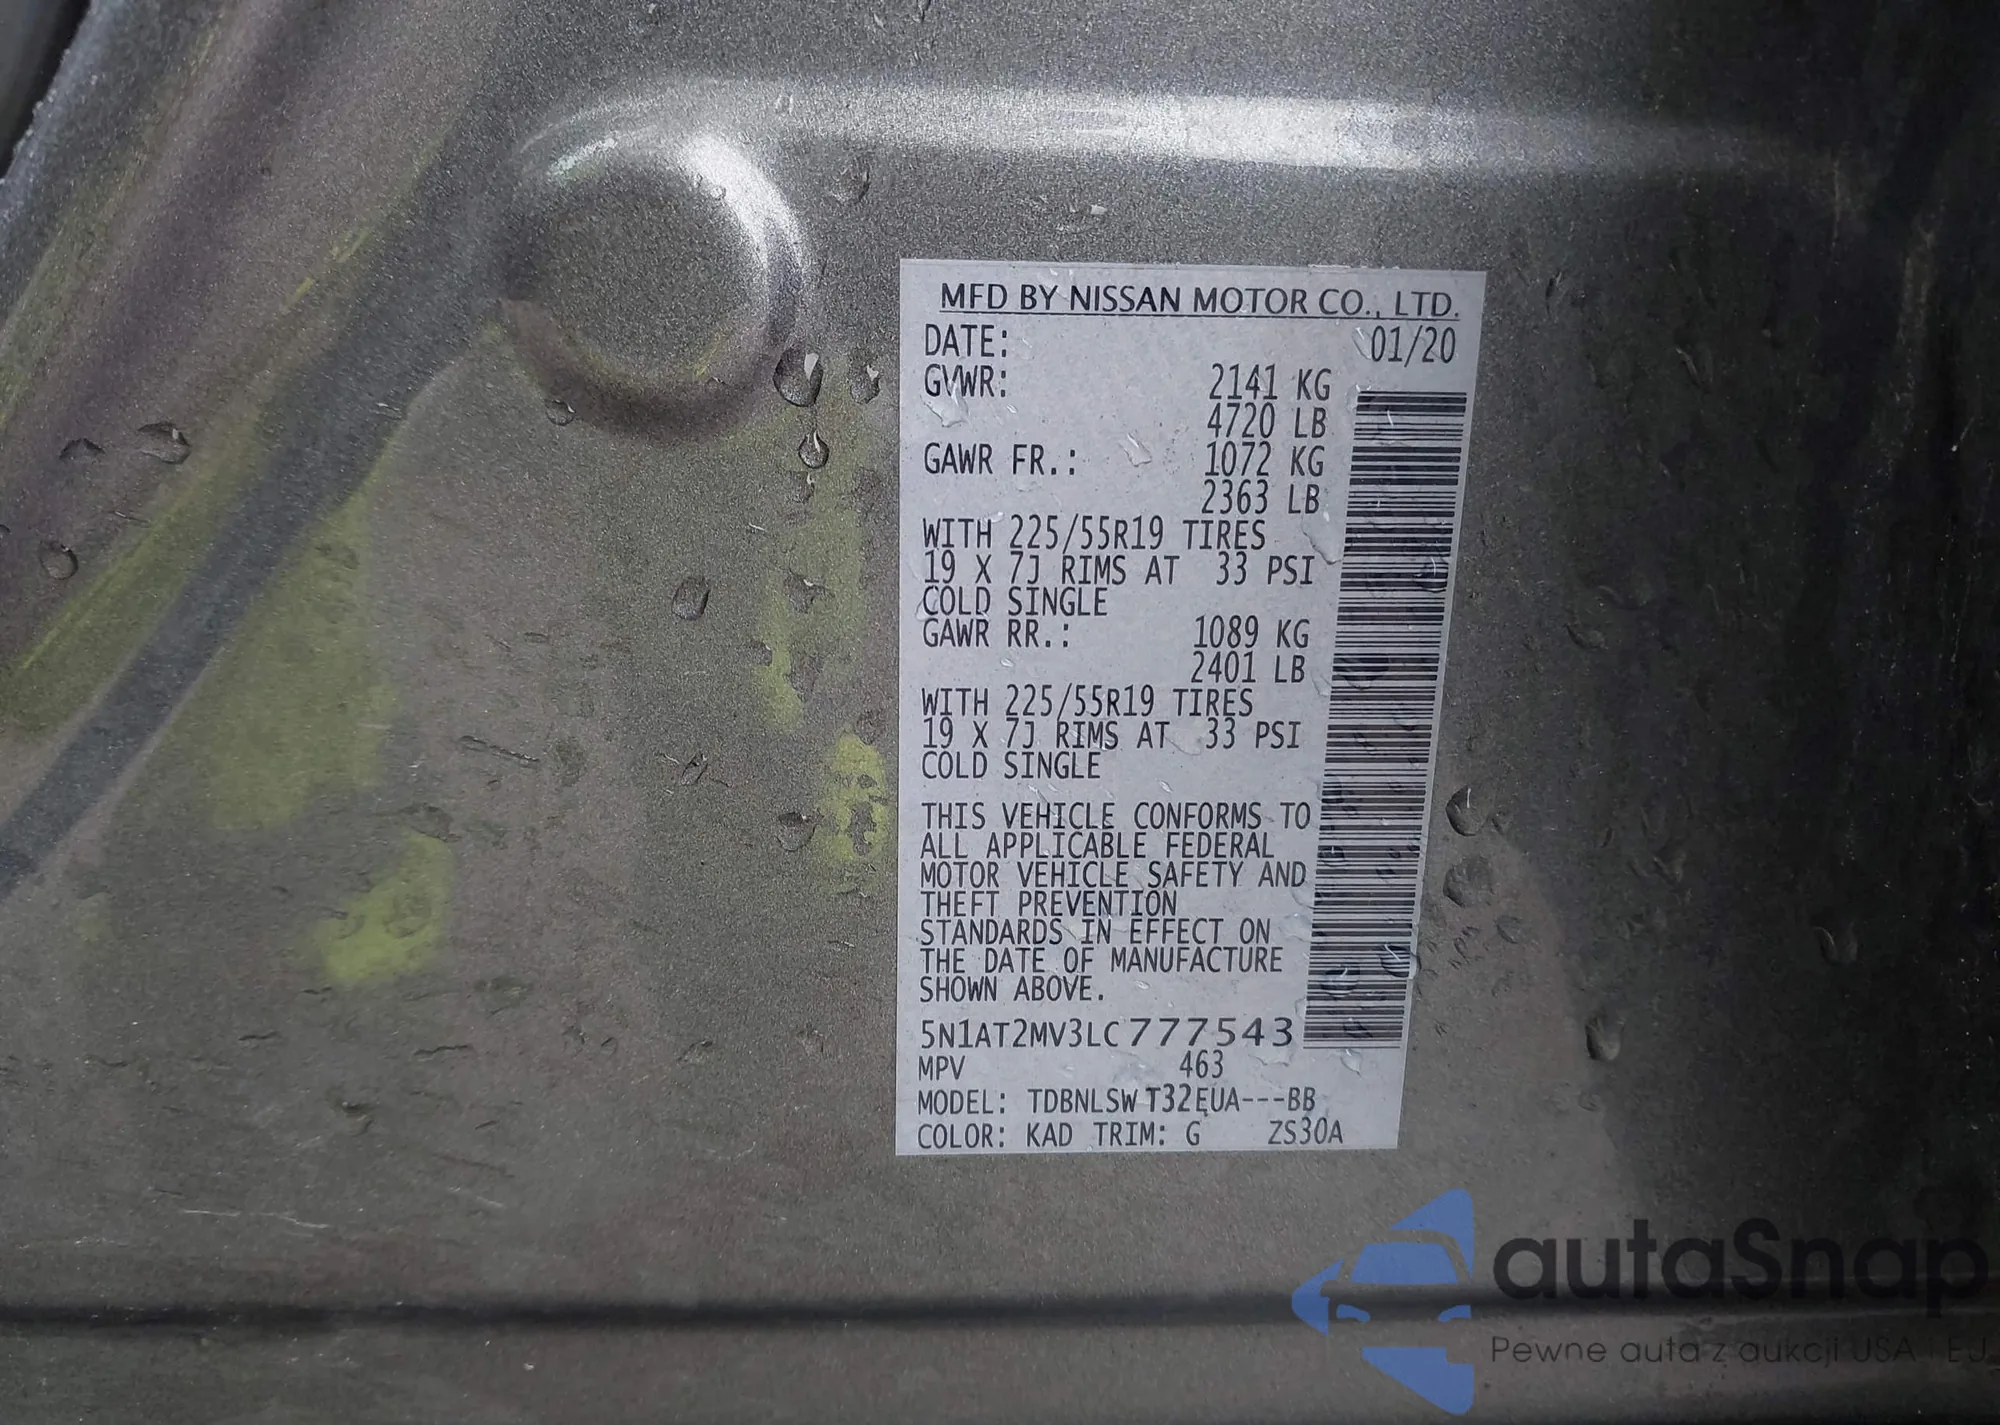 MFD BY NISSAN MOTOR CO., LTD.
DATE: 01/20
GVWR: 2141 KG
4720 LB
GAWR FR.: 1072 KG
2363 LB
WITH 225/55R19 TIRES
19 X 7J RIMS AT 33 PSI
COLD SINGLE
GAWR RR.: 1089 KG
2401 LB
WITH 225/55R19 TIRES
19 X 7J RIMS AT 33 PSI
COLD SINGLE
THIS VEHICLE CONFORMS TO
ALL APPLICABLE FEDERAL
MOTOR VEHICLE SAFETY AND
THEFT PREVENTION
STANDARDS IN EFFECT ON
THE DATE OF MANUFACTURE
SHOWN ABOVE.
5N1AT2MV3LC777543
MPV 463
MODEL: TDBNLSW T32EUA---BB
COLOR: KAD TRIM: G ZS30A
autaSnap
Pewne auta z aukcji USA i EJ